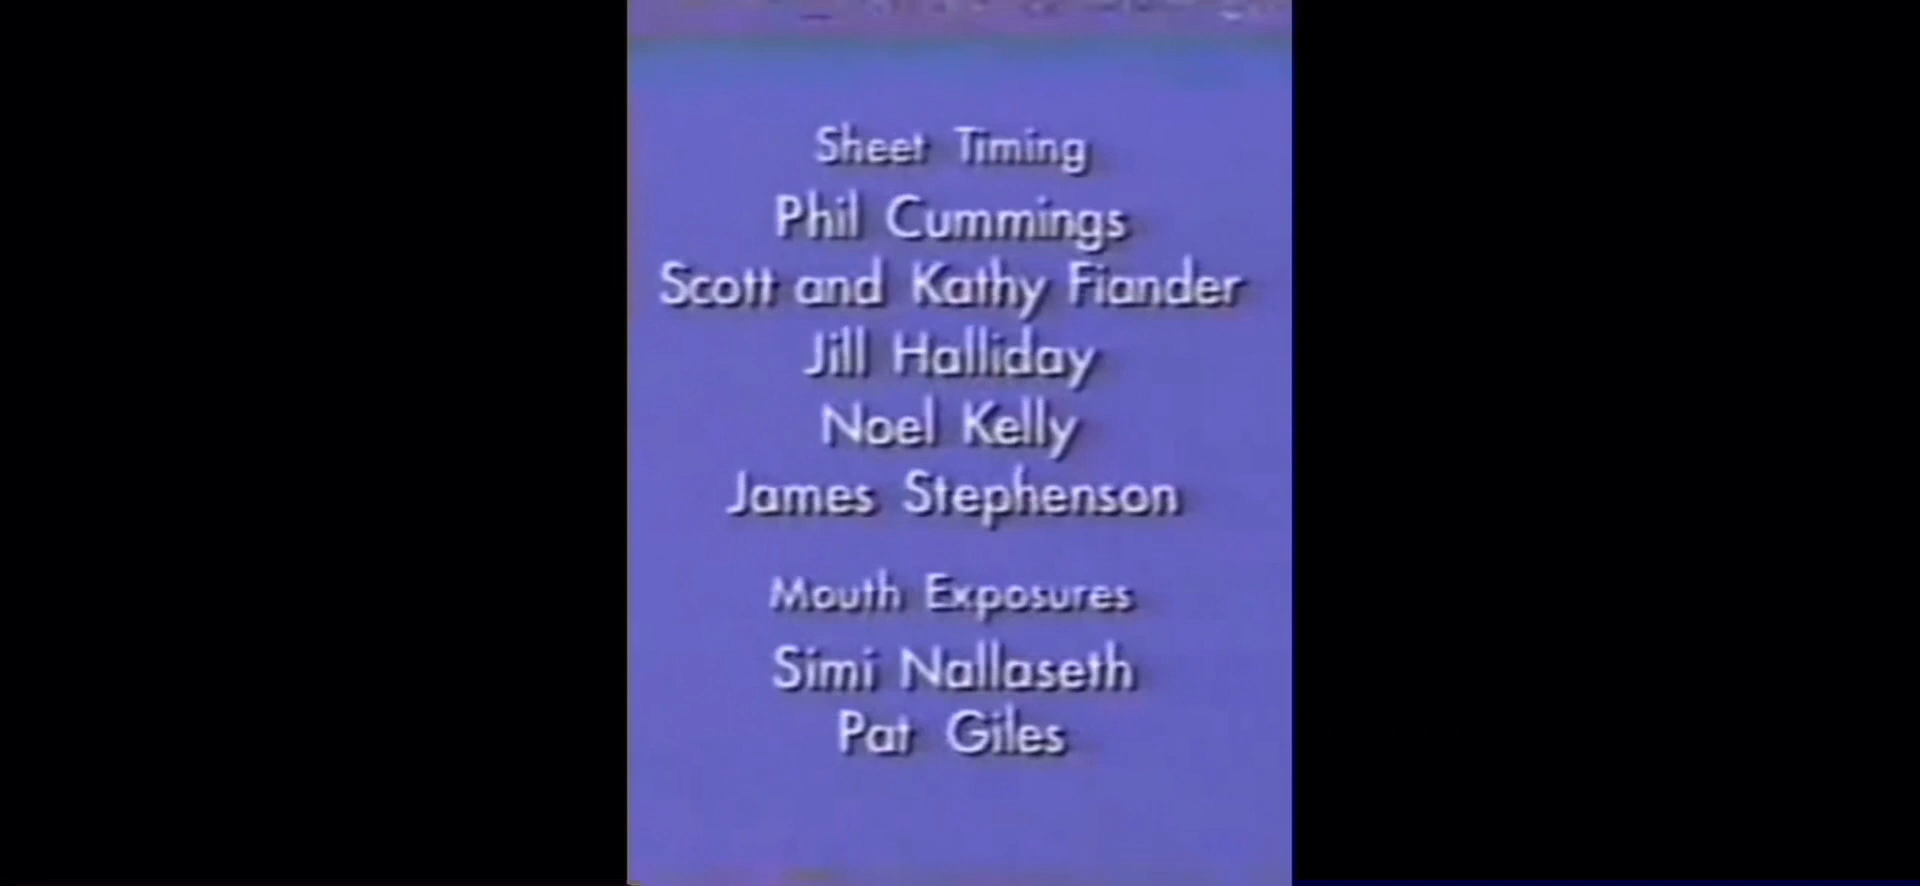 Sheet Timing
Phil Cummings
Scott and Kathy Fiander
Jill Halliday
Noel Kelly
James Stephenson
Mouth Exposures
Simi Nallaseth
Pat Giles